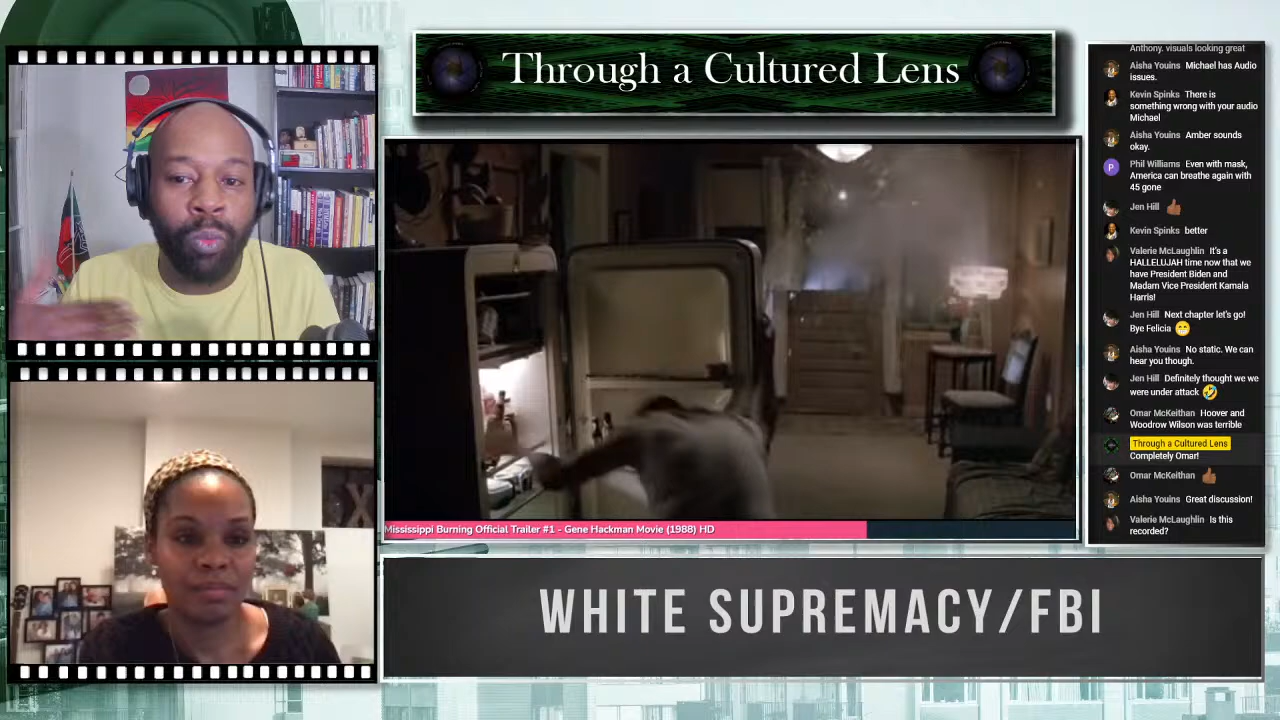 Through a Cultured Lens
Anthony. visuals looking great
Aisha Youins Michael has Audio
issues.
Kevin Spinks There is
something wrong with your audio
Michael
Aisha Youins Amber sounds
okay.
P Phil Williams Even with mask,
America can breathe again with
45 gone
Jen Hill
Kevin Spinks better
Valerie McLaughlin It's a
HALLELUJAH time now that we
have President Biden and
Madam Vice President Kamala
Harris!
Jen Hill Next chapter let's go!
Bye Felicia
Aisha Youins No static. We can
hear you though.
Jen Hill Definitely thought we we
were under attack
Omar McKeithan Hoover and
Woodrow Wilson was terrible
Through a Cultured Lens
Completely Omar!
Omar McKeithan
Aisha Youins Great discussion!
Valerie McLaughlin Is this
recorded?
Mississippi Burning Official Trailer #1 - Gene Hackman Movie (1988) HD
WHITE SUPREMACY/FBI